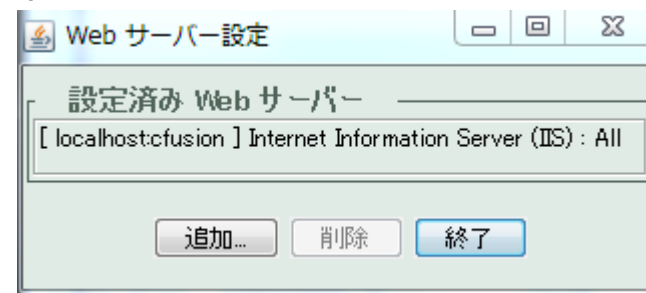 Web サーバー設定
設定済み Web サーバー
[ localhost:cfusion ] Internet Information Server (IIS) : All
追加... 削除 終了